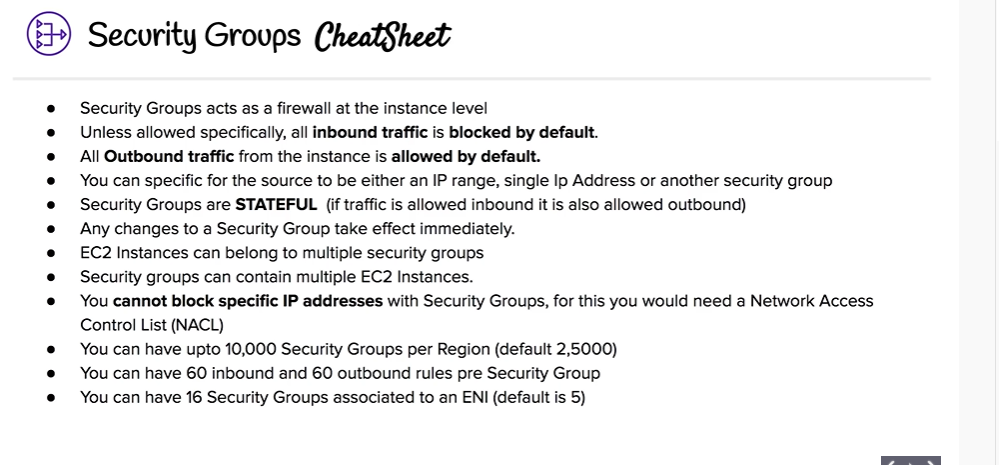 Security Groups CheatSheet
● Security Groups acts as a firewall at the instance level
● Unless allowed specifically, all inbound traffic is blocked by default.
● All Outbound traffic from the instance is allowed by default.
● You can specific for the source to be either an IP range, single Ip Address or another security group
● Security Groups are STATEFUL (if traffic is allowed inbound it is also allowed outbound)
● Any changes to a Security Group take effect immediately.
● EC2 Instances can belong to multiple security groups
● Security groups can contain multiple EC2 Instances.
● You cannot block specific IP addresses with Security Groups, for this you would need a Network Access
Control List (NACL)
● You can have upto 10,000 Security Groups per Region (default 2,5000)
● You can have 60 inbound and 60 outbound rules pre Security Group
● You can have 16 Security Groups associated to an ENI (default is 5)